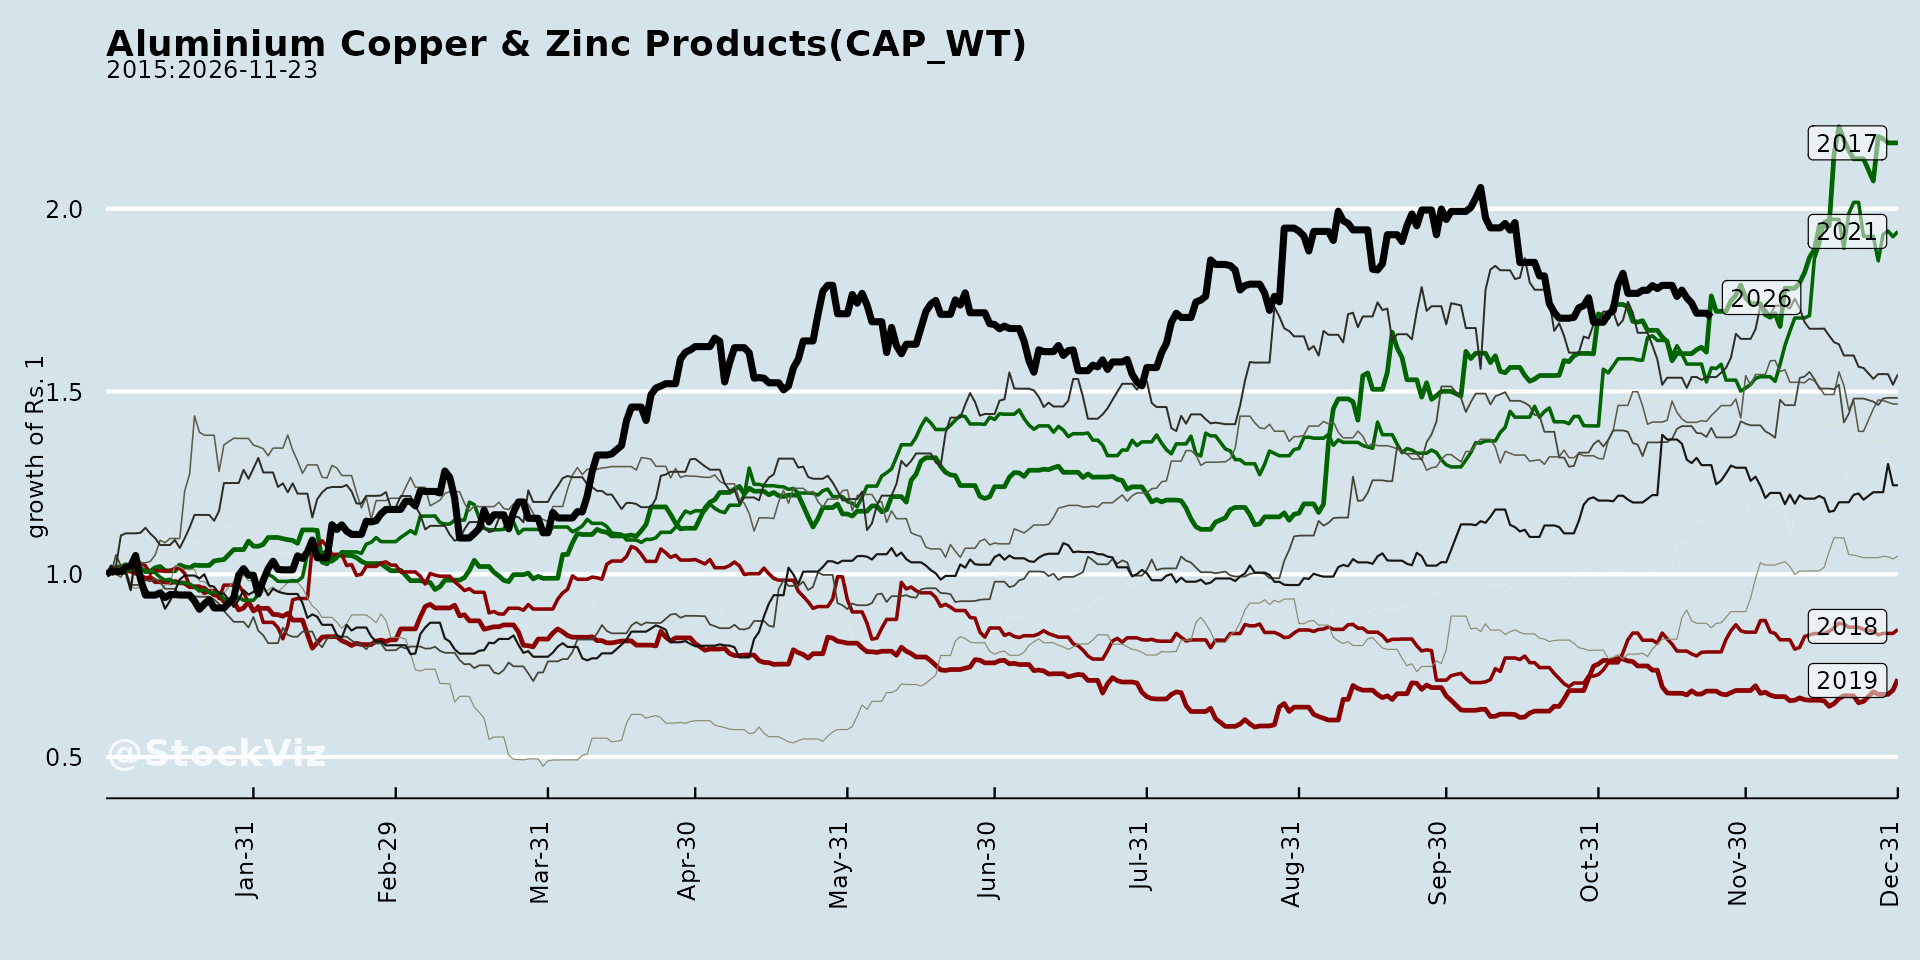 Aluminium Copper & Zinc Products(CAP_WT)
2015:2026-11-23
growth of Rs. 1
2.0
1.5
1.0
0.5
2017
2021
2026
2018
2019
@StockViz
Jan-31
Feb-29
Mar-31
Apr-30
May-31
Jun-30
Jul-31
Aug-31
Sep-30
Oct-31
Nov-30
Dec-31